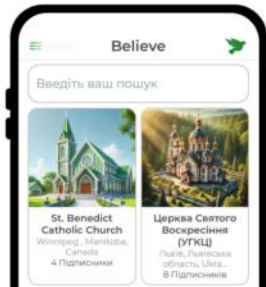 Believe
Введіть ваш пошук
St. Benedict
Catholic Church
Winnipeg , Manitoba,
Canada
4 Підписники
Церква Святого
Воскресіння
(УГКЦ)
Львів, Львівська
область, Ukra...
8 Підписників